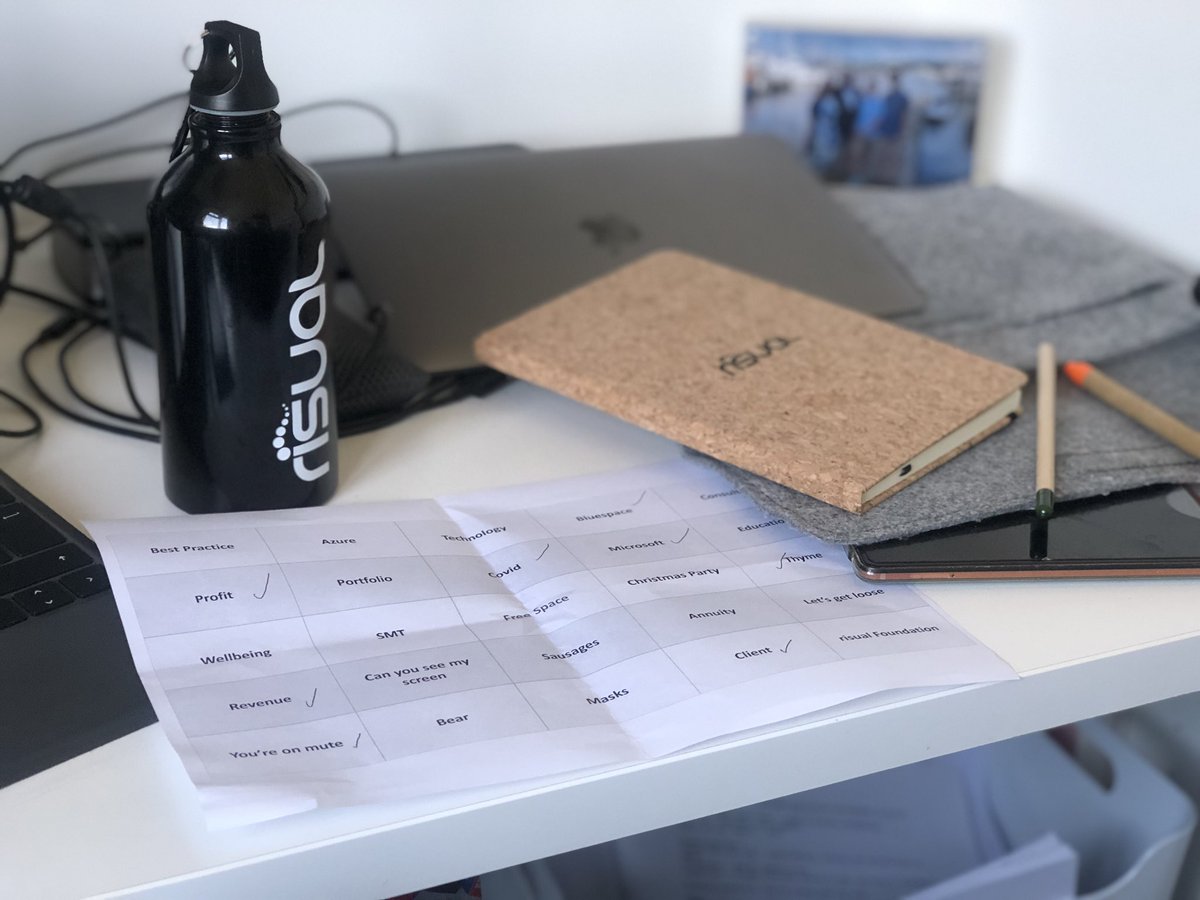 risual
risual
Best Practice
Azure
Technology
Bluespace
Profit
Portfolio
Covid
Microsoft
Educatio
Wellbeing
SMT
Free Space
Christmas Party
Thyme
Revenue
Can you see my
screen
Sausages
Annuity
Let's get loose
You're on mute
Bear
Masks
Client
risual Foundation